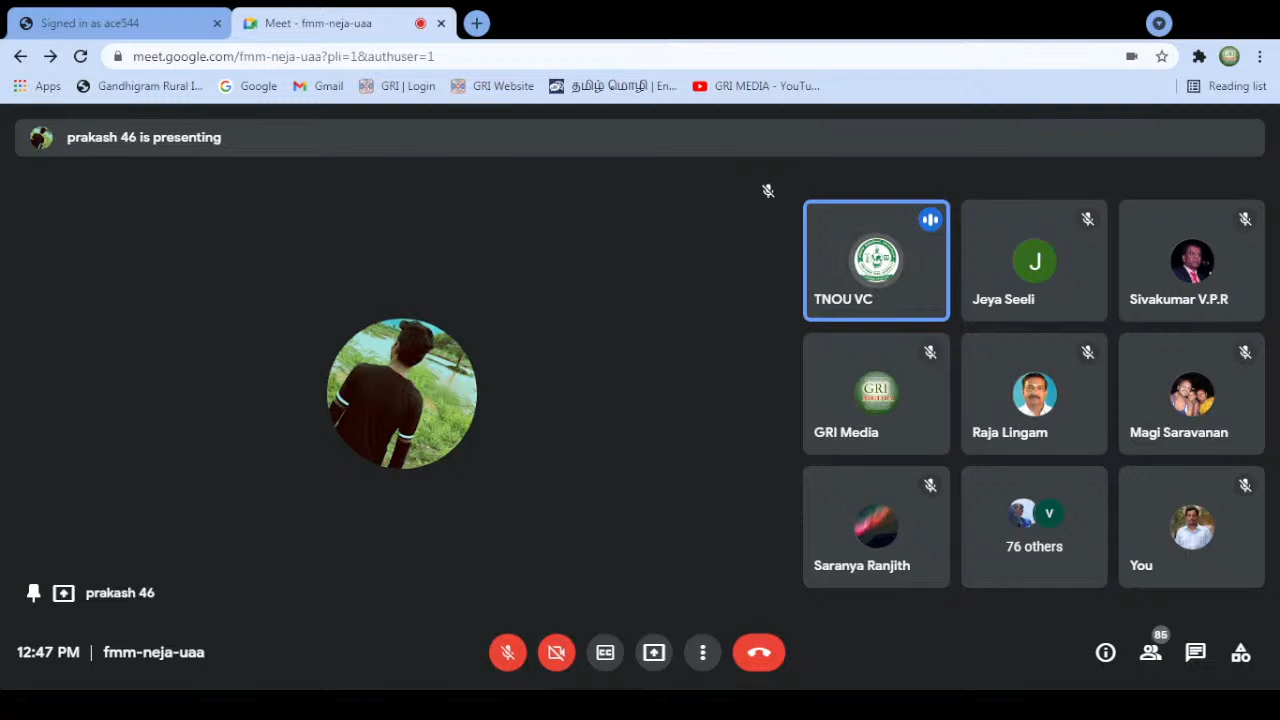 Signed in as ace544
Meet - fmm-neja-uaa
meet.google.com/fmm-neja-uaa?pli=1&authuser=1
Apps
Gandhigram Rural I...
Google
Gmail
GRI | Login
GRI Website
தமிழ் மொழி | En...
GRI MEDIA - YouTu...
Reading list
prakash 46 is presenting
TNOU VC
Jeya Seeli
J
Sivakumar V.P.R
GRI
GRI Media
Raja Lingam
Magi Saravanan
Saranya Ranjith
V
76 others
You
prakash 46
12:47 PM | fmm-neja-uaa
CC
85